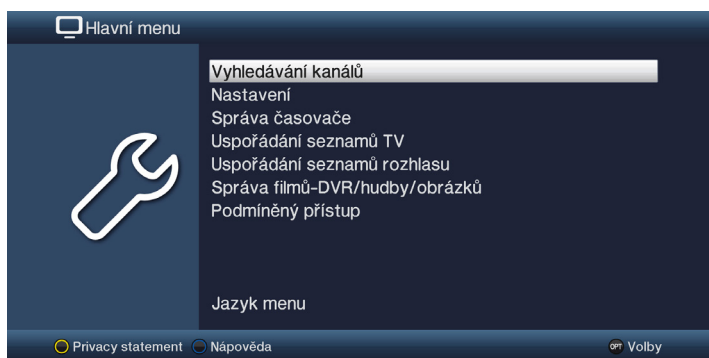 Hlavní menu
Vyhledávání kanálů
Nastavení
Správa časovače
Uspořádání seznamů TV
Uspořádání seznamů rozhlasu
Správa filmů-DVR/hudby/obrázků
Podmíněný přístup
Jazyk menu
Privacy statement Nápověda OPT Volby